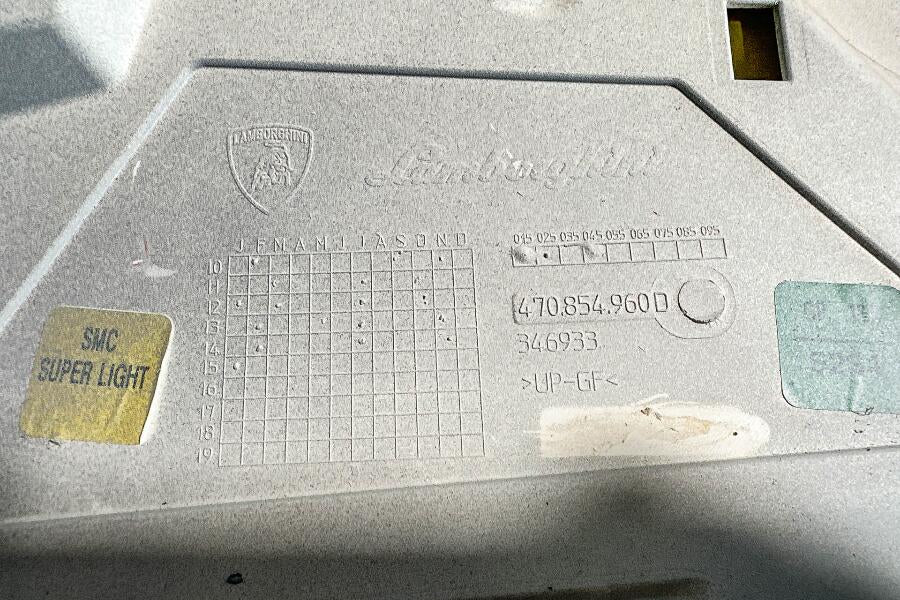 LAMBORGHINI
Lamborghini
J F M A M J J A S O N D
10
11
12
13
14
15
16
17
18
19
015 025 035 045 055 065 075 085 095
470.854.960 D
346933
>UP-GF<
SMC
SUPER LIGHT